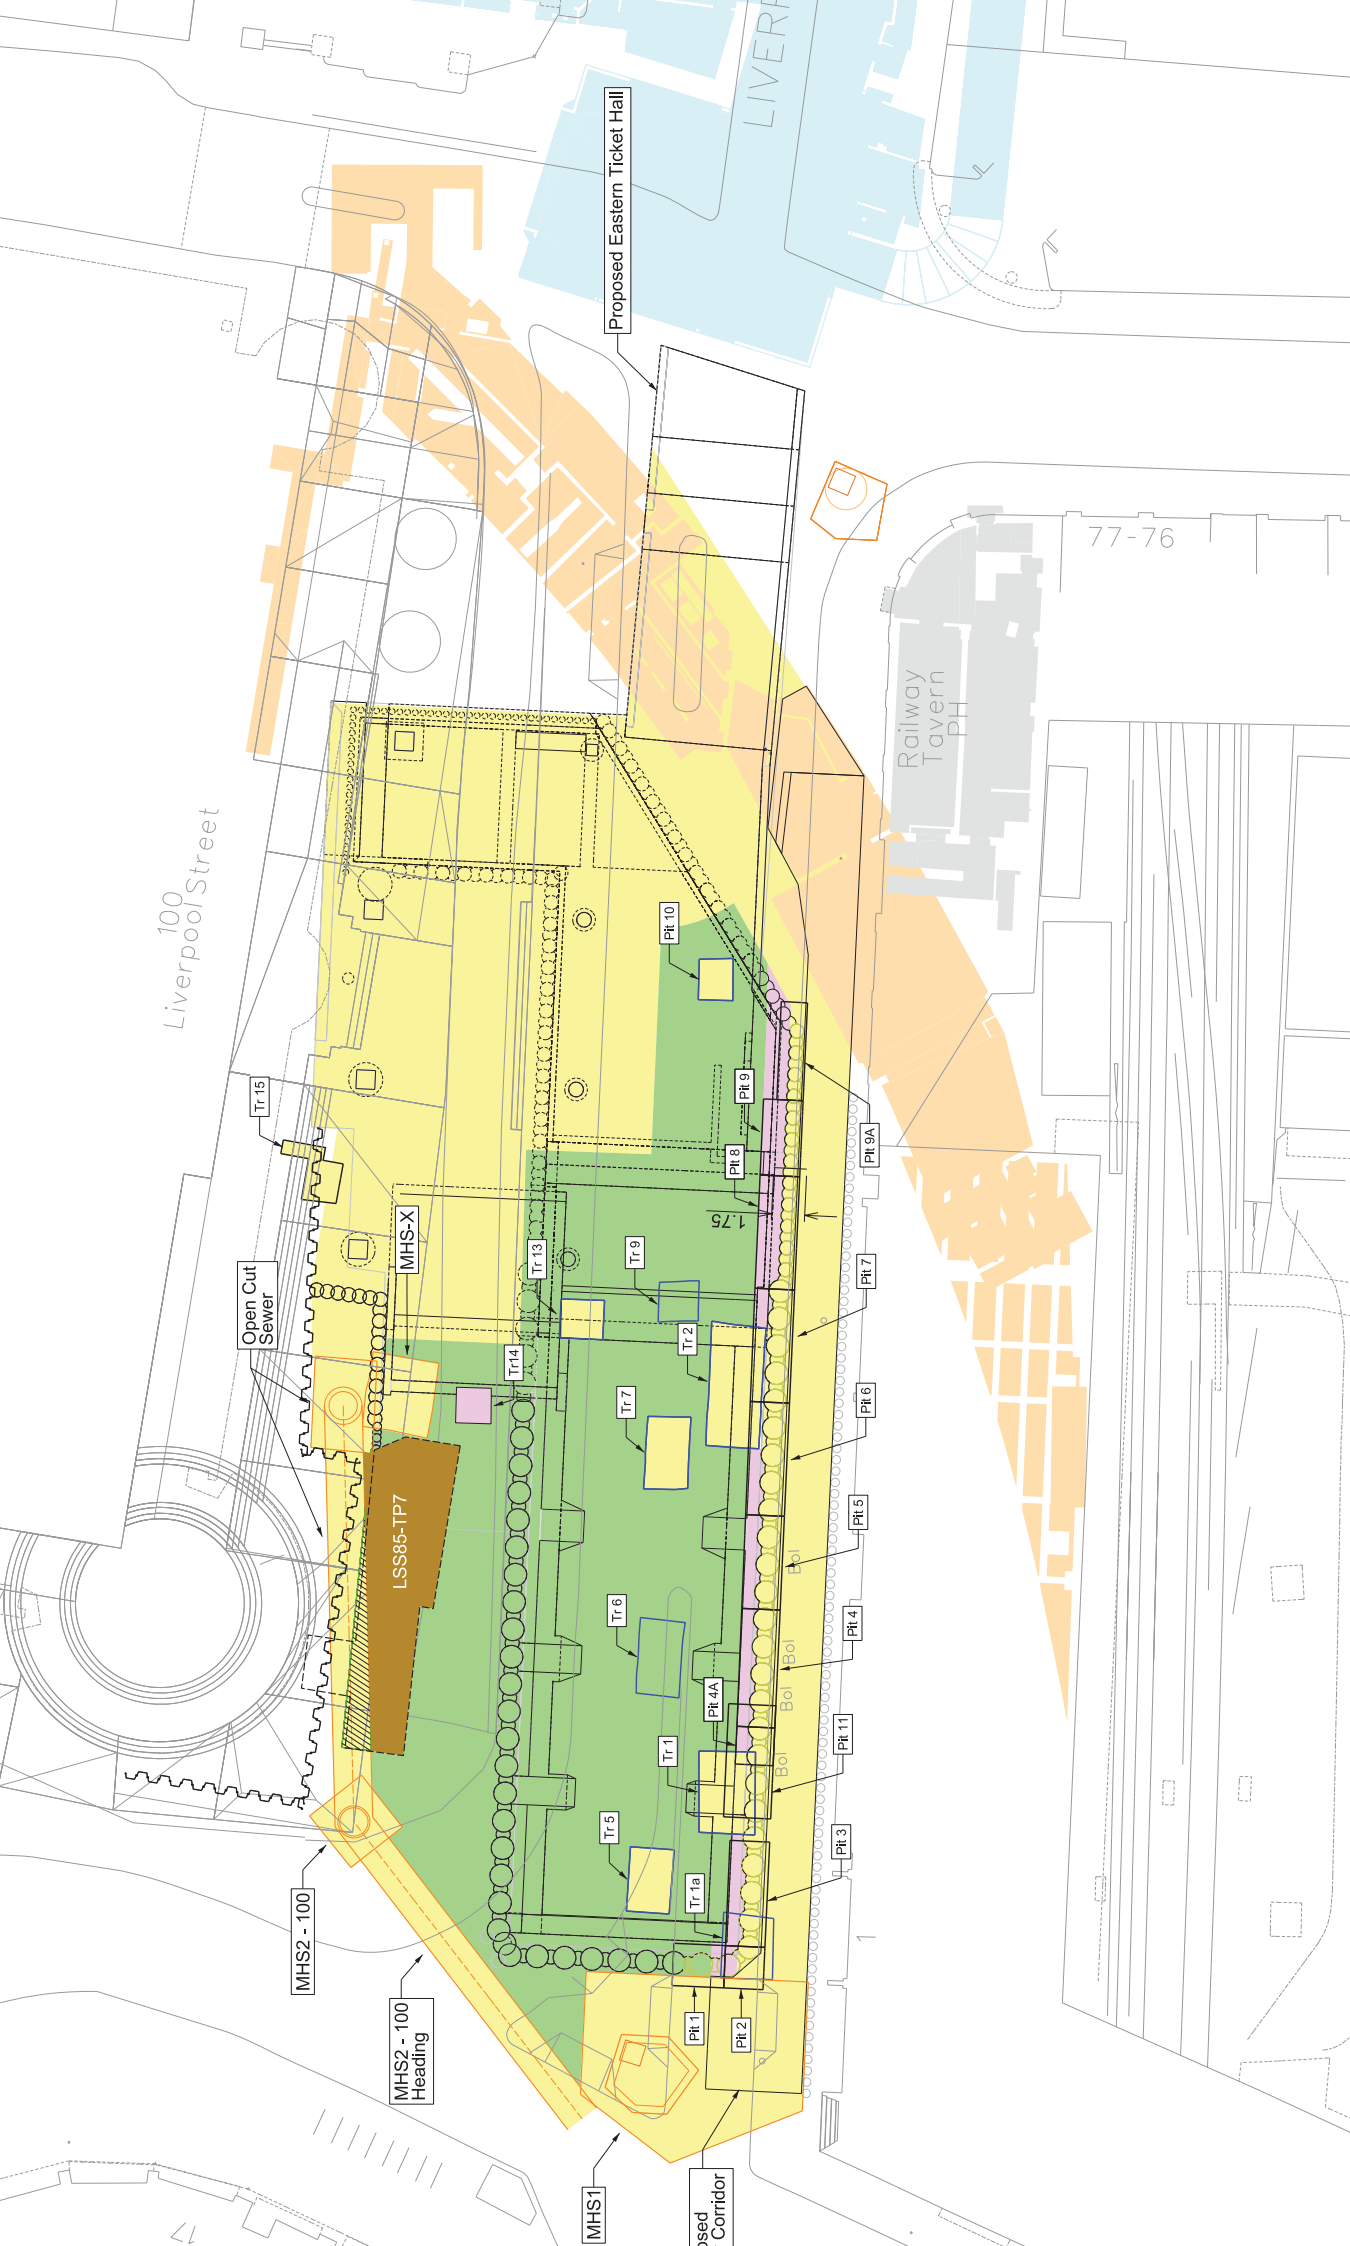 LIVERP
Proposed Eastern Ticket Hall
77-76
Railway
Tavern
PH
100
Liverpool Street
Pit 10
Tr 15
Pit 9
Pit 8
Pit 9A
1.75
MHS-X
Open Cut
Sewer
Tr 13
Tr 9
Tr 2
Pit 7
Tr14
Tr 7
Pit 6
LSS85-TP7
Pit 5
Bol
Tr 6
Pit 4
Bol
Pit 4A
Bol
Tr 1
Pit 11
Bol
Tr 5
Pit 3
Tr 1a
MHS2 - 100
1
MHS2 - 100
Heading
Pit 1
Pit 2
MHS1
osed
Corridor
17